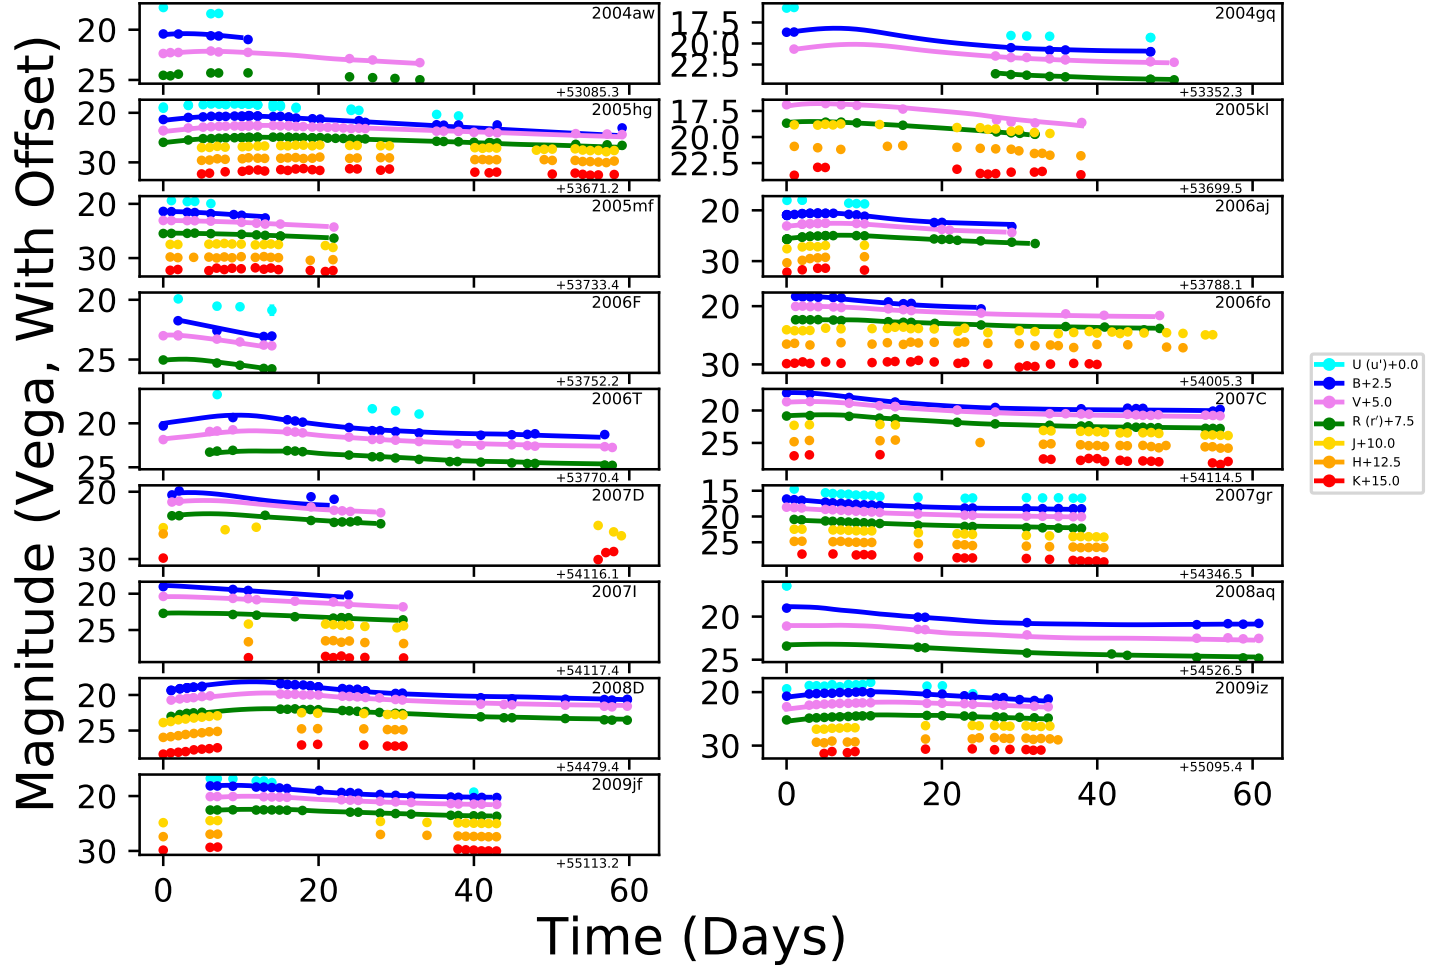 Magnitude (Vega, With Offset)
Time (Days)
2004aw
20
25
+53085.3
2004gq
17.5
20.0
22.5
+53352.3
2005hg
20
30
+53671.2
2005kl
17.5
20.0
22.5
+53699.5
2005mf
20
30
+53733.4
2006aj
20
30
+53788.1
2006F
20
25
+53752.2
2006fo
20
30
+54005.3
2006T
20
25
+53770.4
2007C
20
25
+54114.5
2007D
20
30
+54116.1
2007gr
15
20
25
+54346.5
2007I
20
25
+54117.4
2008aq
20
25
+54526.5
2008D
20
25
+54479.4
2009iz
20
30
+55095.4
0 20 40 60
2009jf
20
30
+55113.2
0 20 40 60
U (u')+0.0
B+2.5
V+5.0
R (r')+7.5
J+10.0
H+12.5
K+15.0